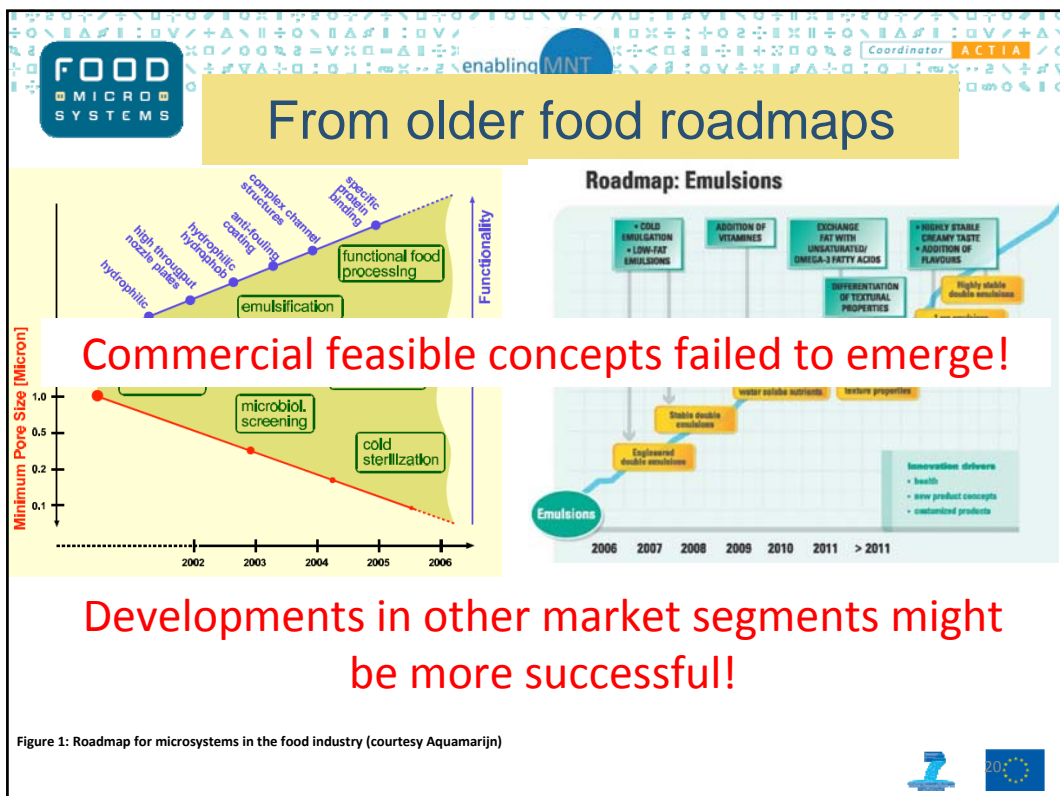 FOOD
MICRO
SYSTEMS
enabling MNT
Coordinator ACTIA
From older food roadmaps
hydrophilic
high througput
nozzle plates
hydrophilic
hydrophob
anti-fouling
coating
complex channel
structures
specific
protein
binding
functional food
processing
emulsification
Functionality
Minimum Pore Size [Micron]
1.0
0.5
0.2
0.1
microbiol.
screening
cold
sterilization
2002 2003 2004 2005 2006
Roadmap: Emulsions
• COLD
EMULGATION
• LOW-FAT
EMULSIONS
ADDITION OF
VITAMINES
EXCHANGE
FAT WITH
UNSATURATED/
OMEGA-3 FATTY ACIDS
• HIGHLY STABLE
CREAMY TASTE
• ADDITION OF
FLAVOURS
DIFFERENTIATION
OF TEXTURAL
PROPERTIES
Highly stable
double emulsions
Commercial feasible concepts failed to emerge!
texture properties
Stable double
emulsions
Engineered
double emulsions
Emulsions
Innovation drivers
• health
• new product concepts
• customized products
2006 2007 2008 2009 2010 2011 > 2011
Developments in other market segments might
be more successful!
Figure 1: Roadmap for microsystems in the food industry (courtesy Aquamarijn)
20